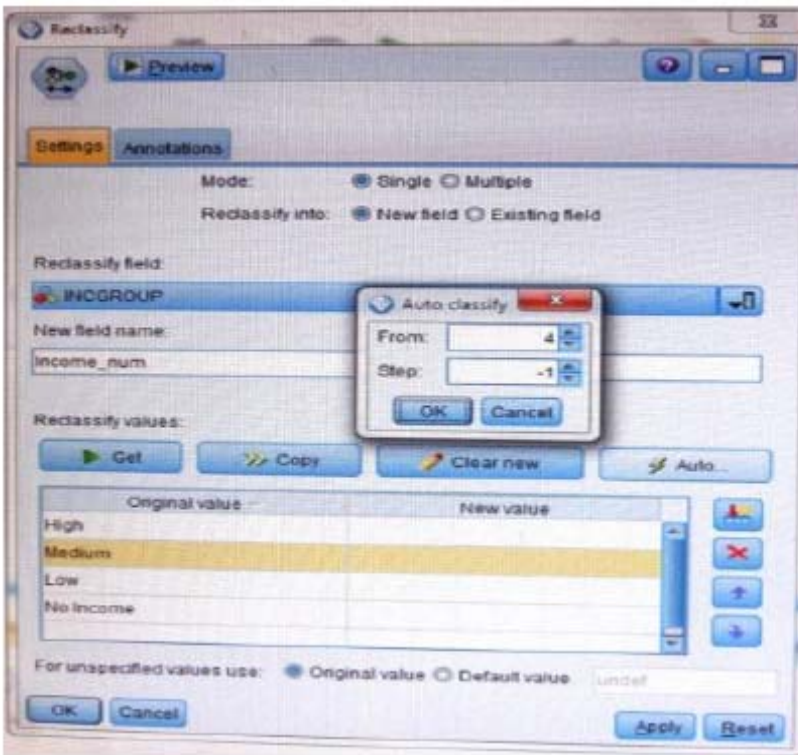 Reclassify
Preview
Settings Annotations
Mode: Single Multiple
Reclassify into: New field Existing field
Reclassify field:
INCGROUP
Auto classify
From: 4
Step: -1
OK Cancel
New field name:
Income_num
Reclassify values:
Get Copy Clear new Auto...
Original value New value
High
Medium
Low
No Income
For unspecified values use: Original value Default value undef
OK Cancel Apply Reset